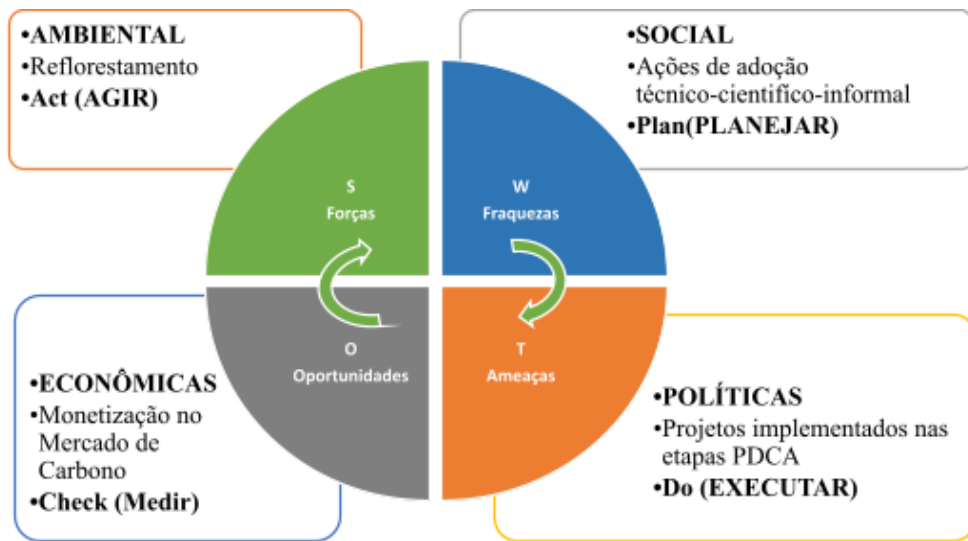 •AMBIENTAL
•Reflorestamento
•Act (AGIR)
•SOCIAL
•Ações de adoção
técnico-cientifico-informal
•Plan(PLANEJAR)
S
Forças
W
Fraquezas
O
Oportunidades
T
Ameaças
•ECONÔMICAS
•Monetização no
Mercado de
Carbono
•Check (Medir)
•POLÍTICAS
•Projetos implementados nas
etapas PDCA
•Do (EXECUTAR)